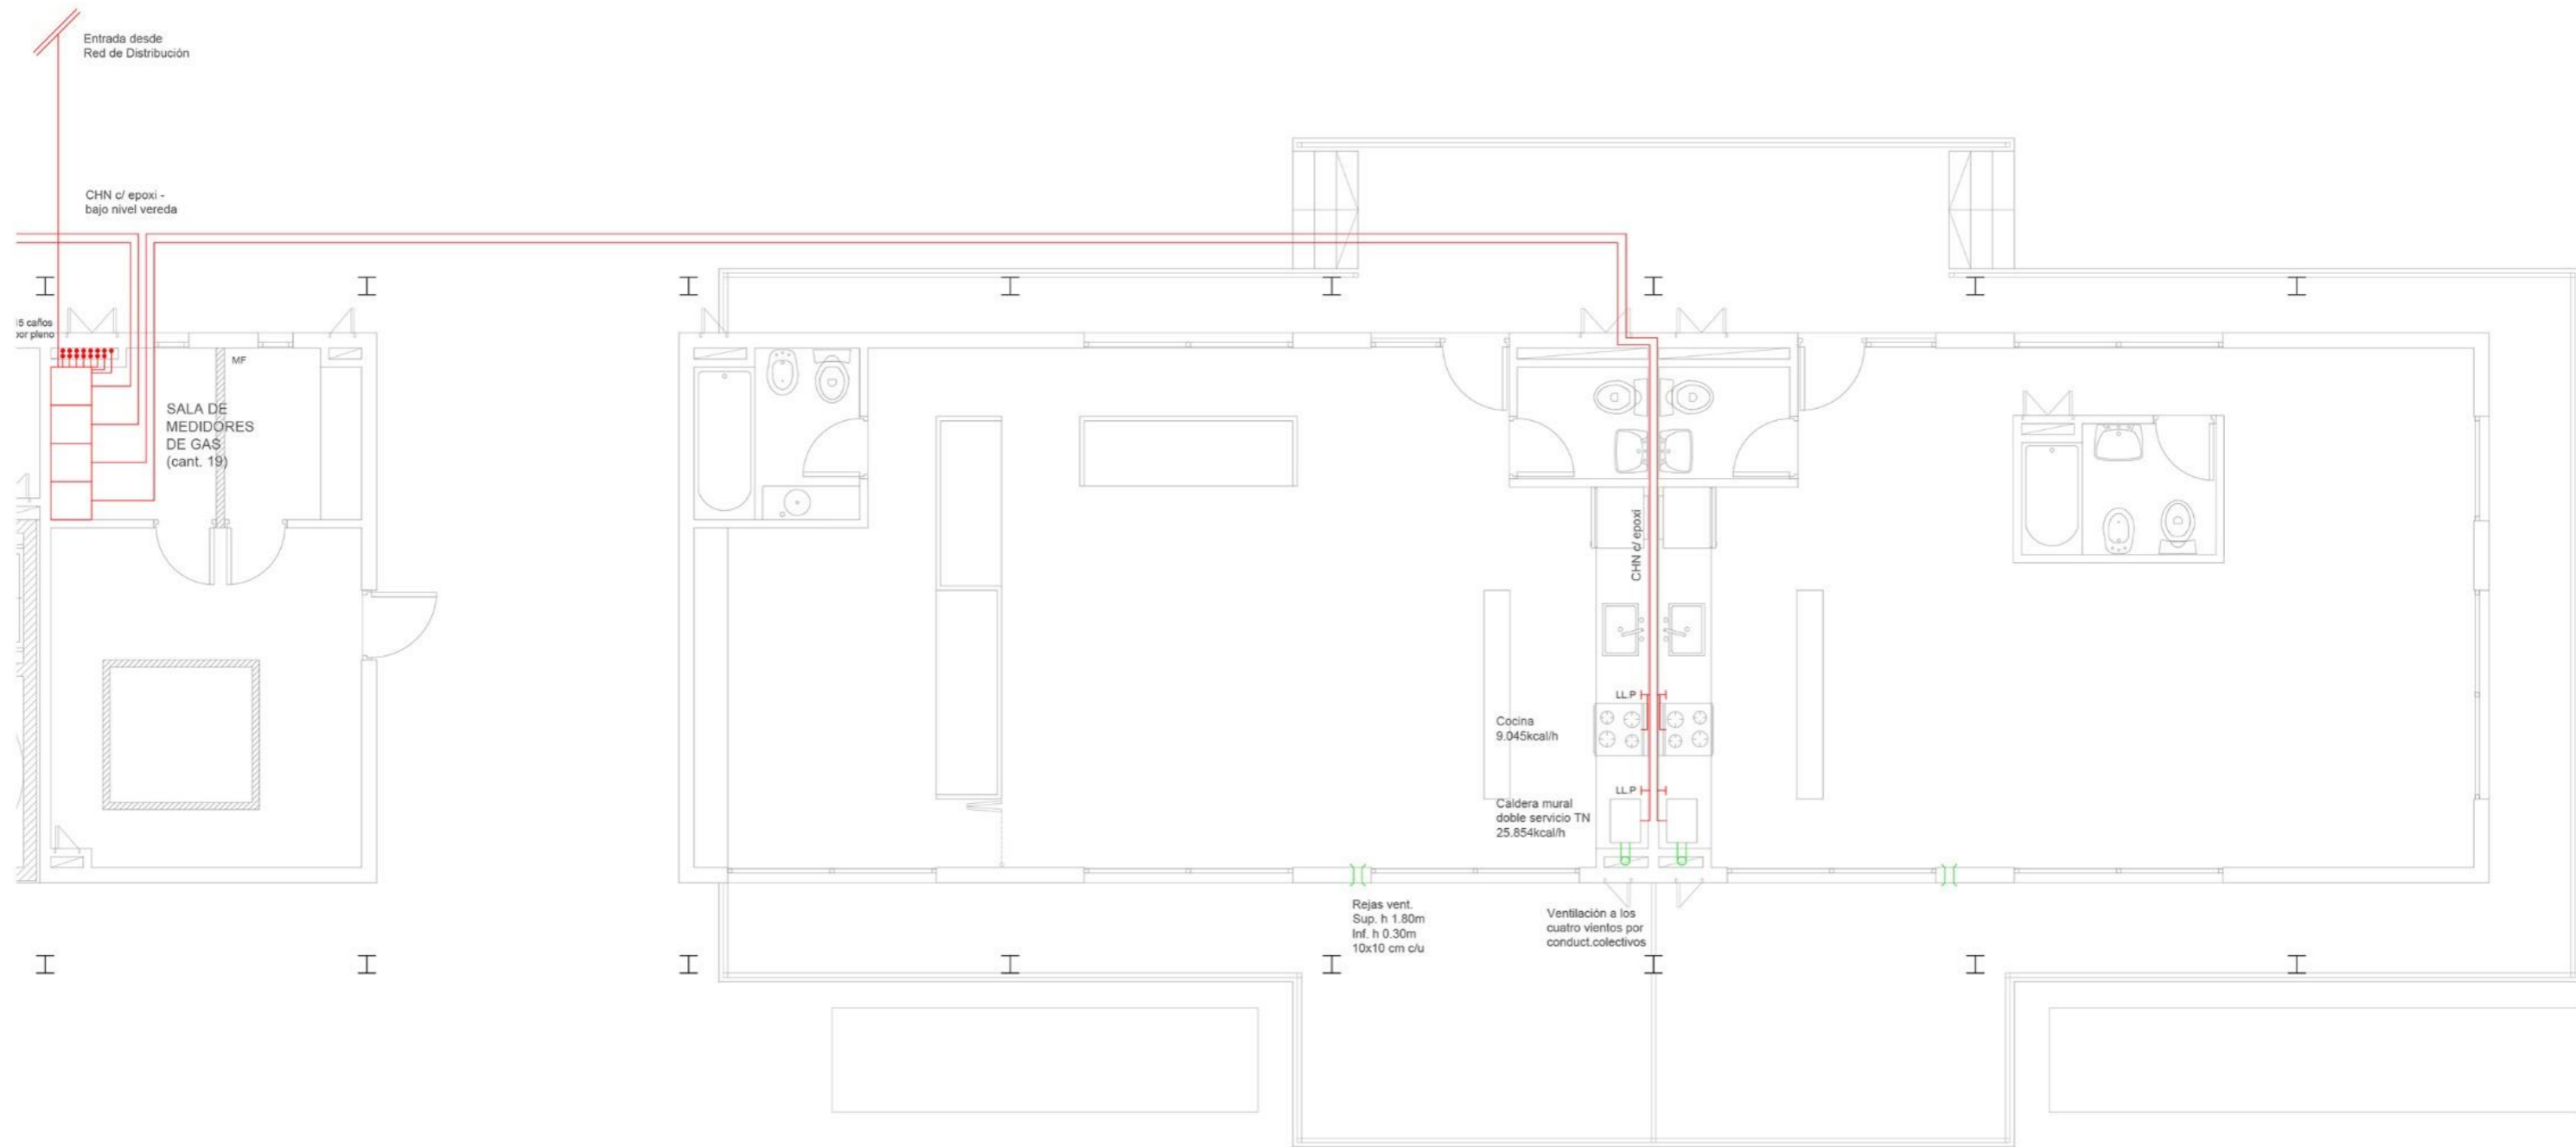 Entrada desde
Red de Distribución
CHN c/ epoxi -
bajo nivel vereda
caños
por pleno
MF
SALA DE
MEDIDORES
DE GAS
(cant. 19)
CHN c/ epoxi
LL.P
Cocina
9.045kcal/h
LL.P
Caldera mural
doble servicio TN
25.854kcal/h
Rejas vent.
Sup. h 1.80m
Inf. h 0.30m
10x10 cm c/u
Ventilación a los
cuatro vientos por
conduct.colectivos